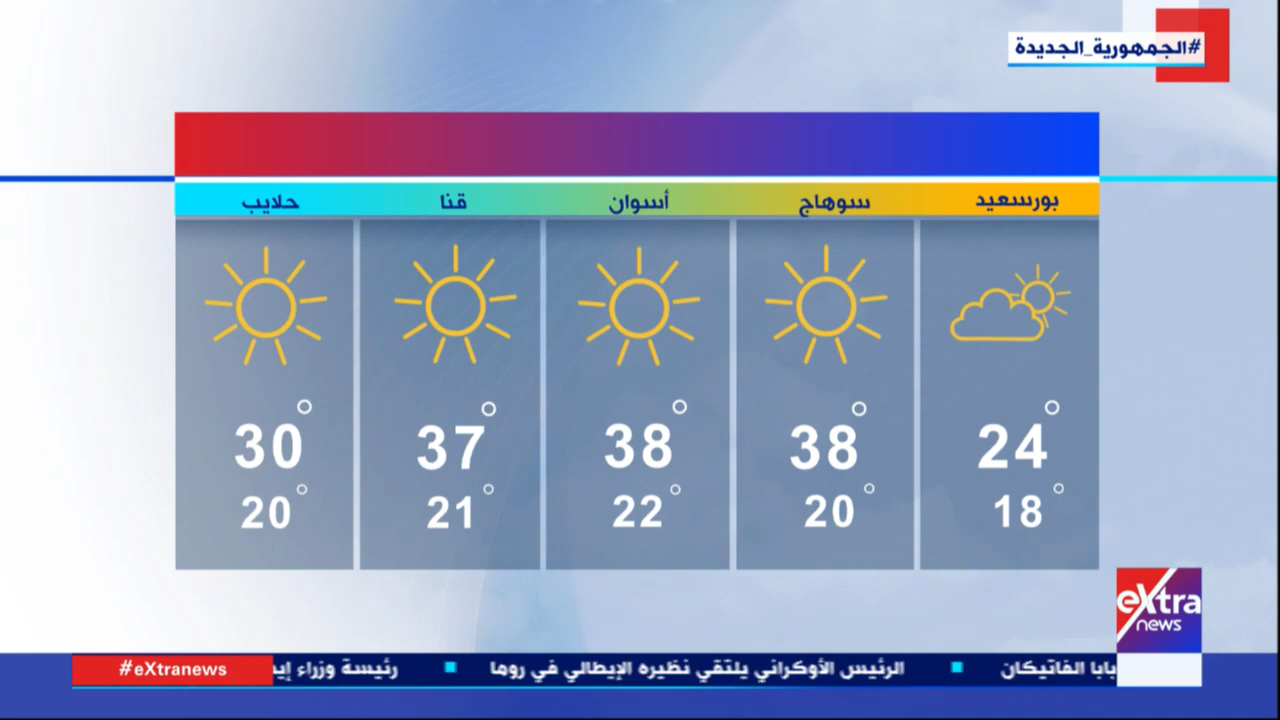 #الجمهورية_الجديدة
بورسعيد سوهاج أسوان قنا حلايب
24° 38° 38° 37° 30°
18° 20° 22° 21° 20°
eXtra
news
بابا الفاتيكان ■ الرئيس الأوكراني يلتقي نظيره الإيطالي في روما ■ رئيسة وزراء
#eXtranews